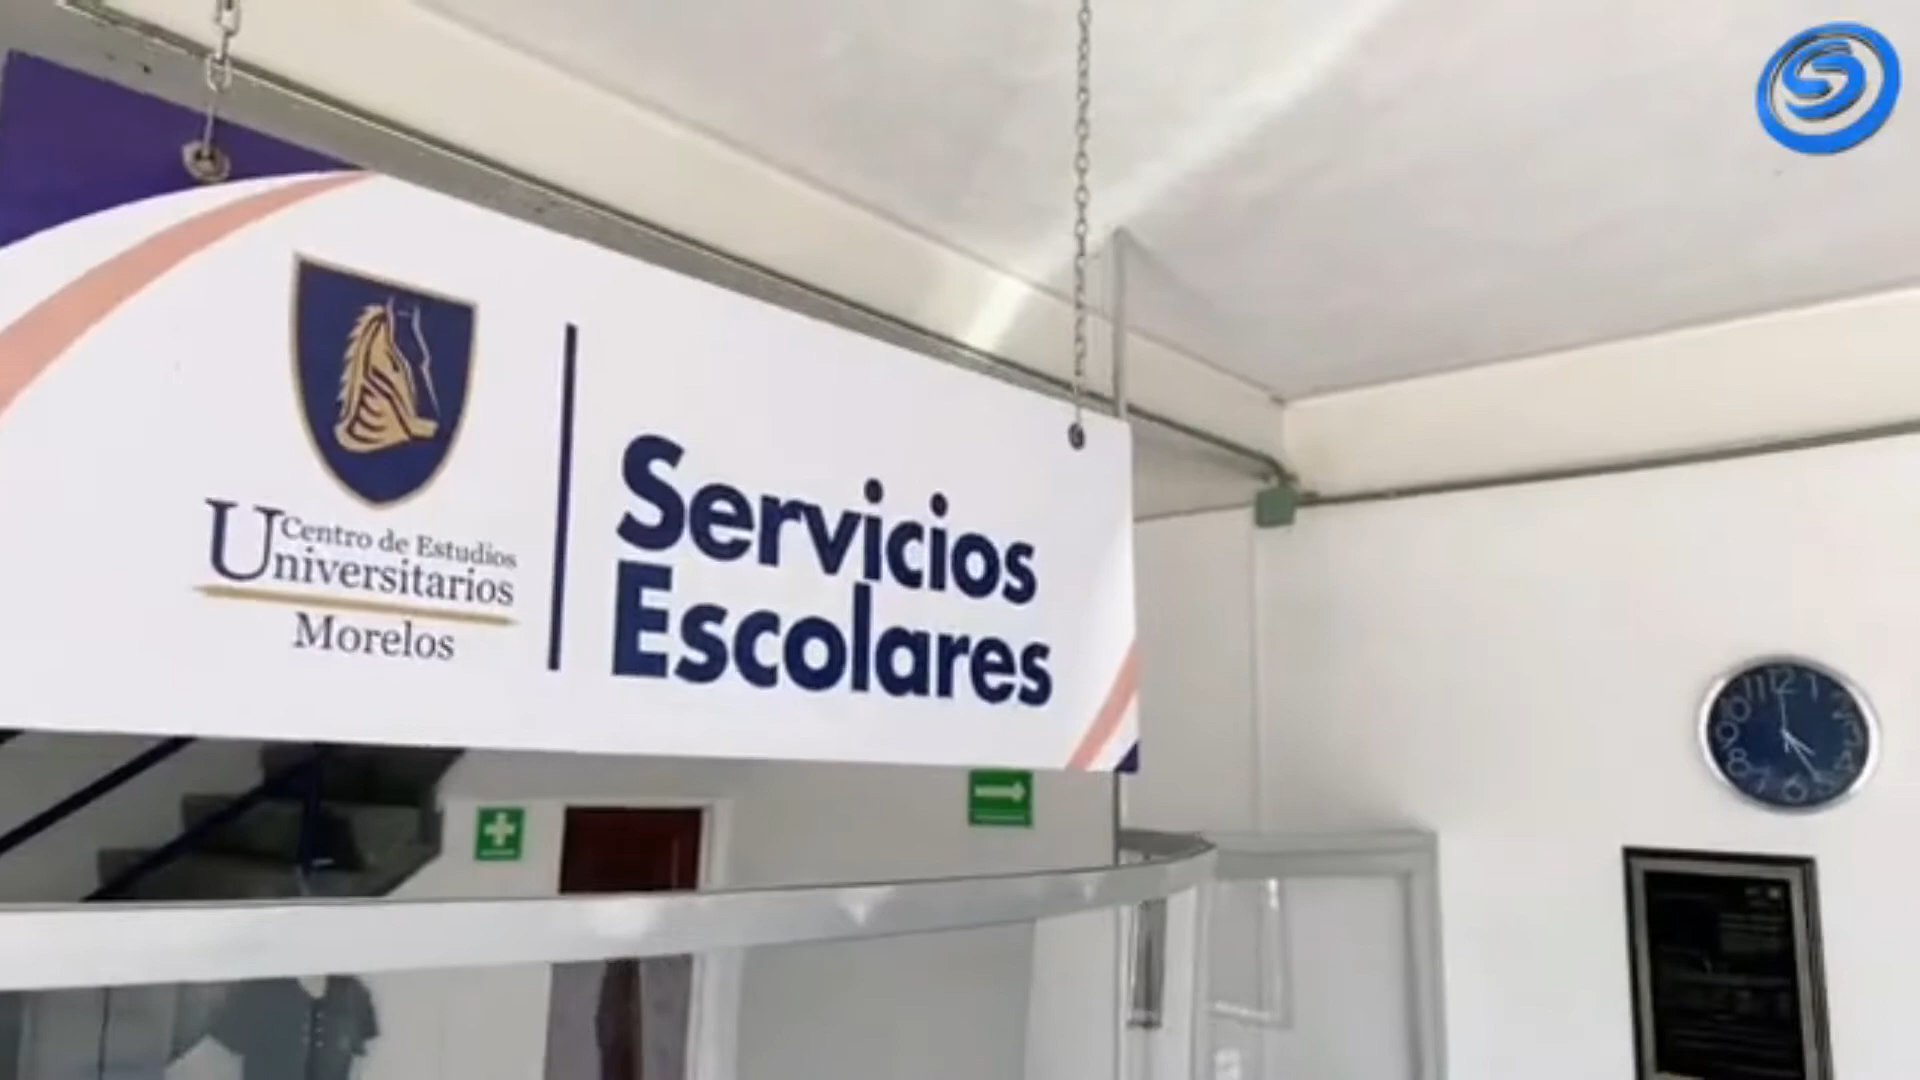 Centro de Estudios
Universitarios
Morelos
Servicios
Escolares